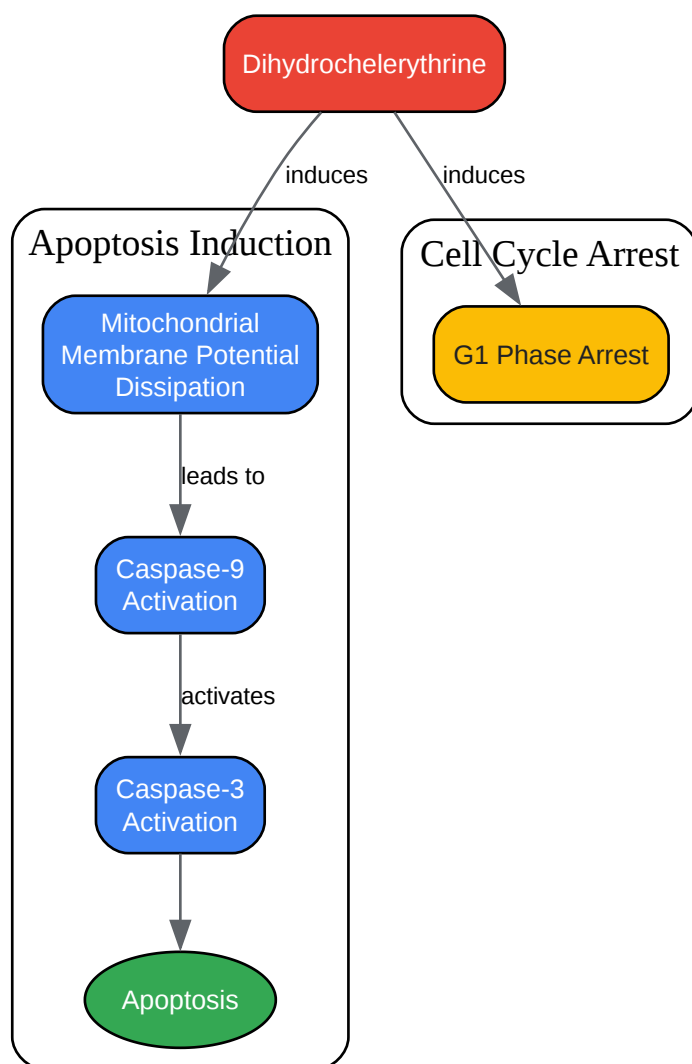 Dihydrochelerythrine
induces
induces
Apoptosis Induction
Cell Cycle Arrest
Mitochondrial
Membrane Potential
Dissipation
G1 Phase Arrest
leads to
Caspase-9
Activation
activates
Caspase-3
Activation
Apoptosis